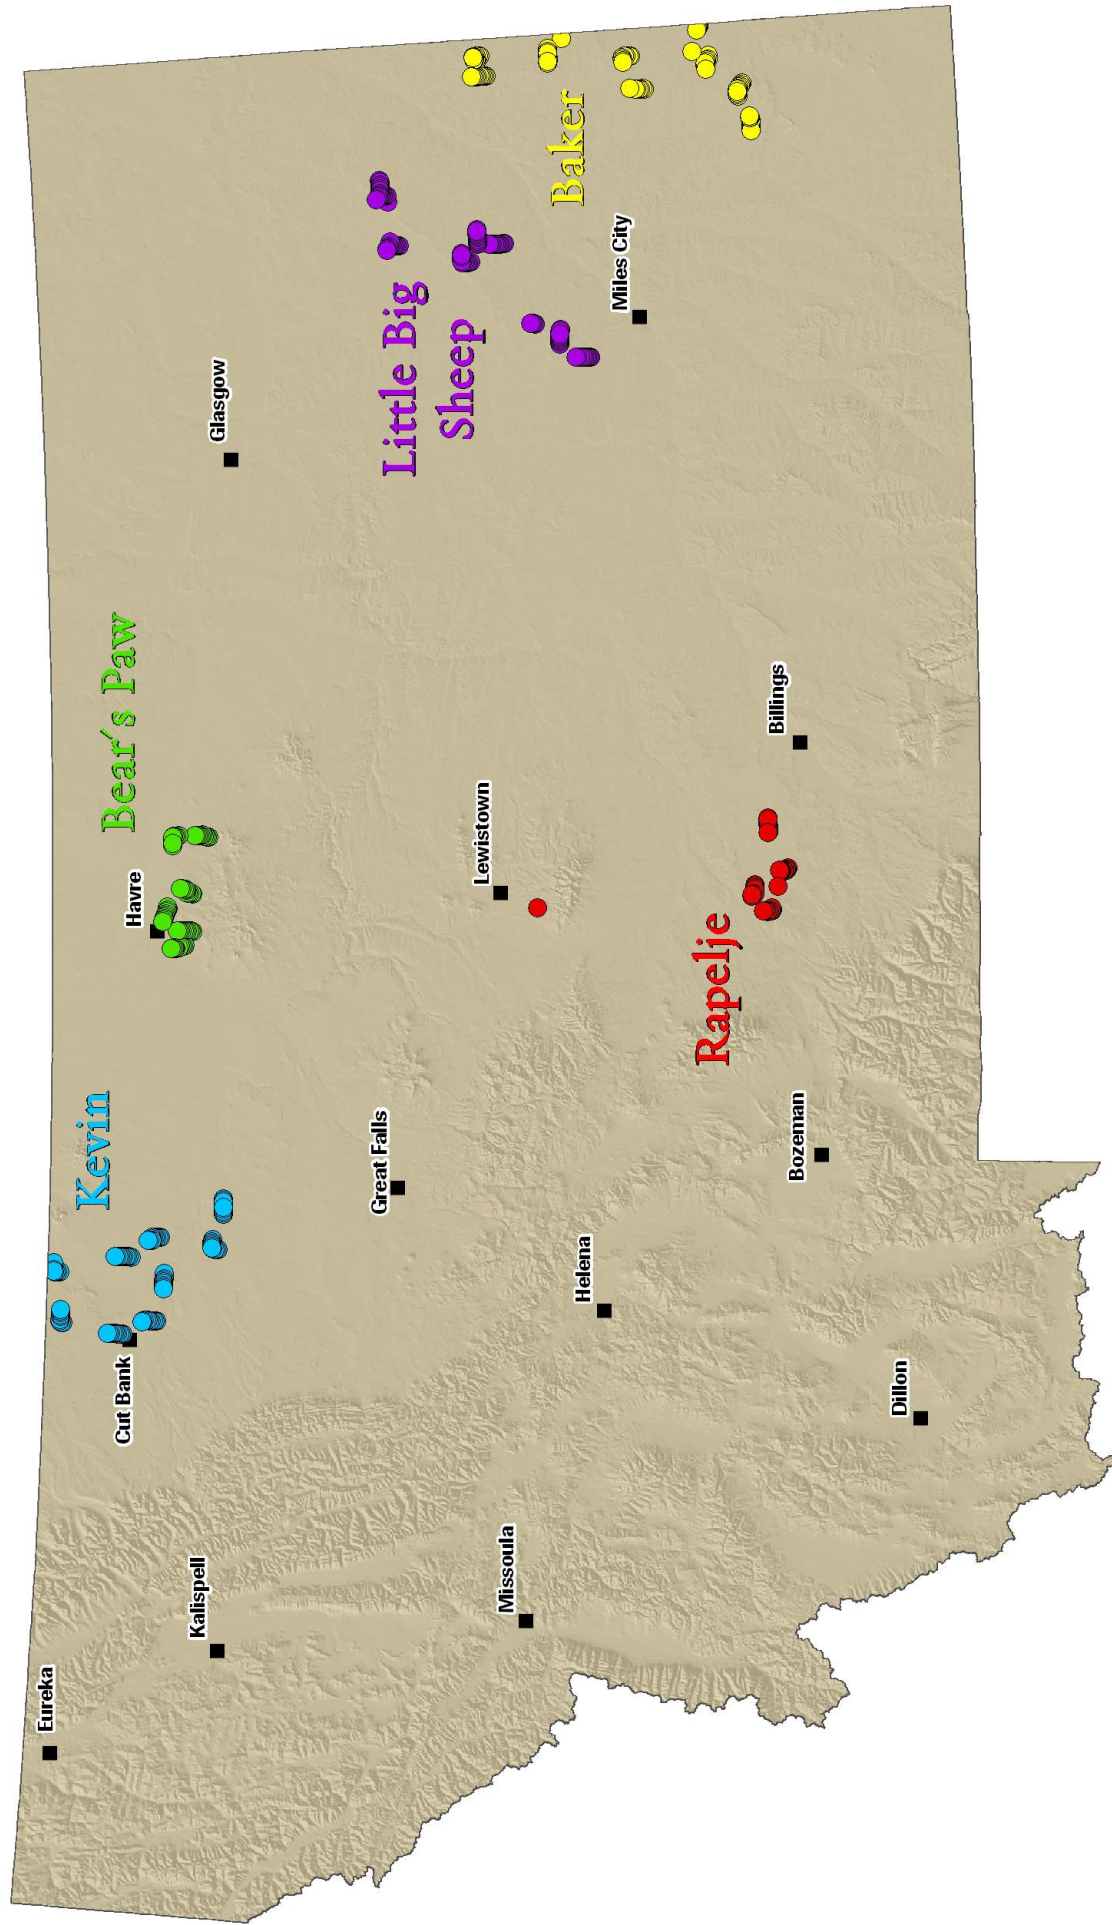 Eureka
Kalispell
Cut Bank
Kevin
Havre
Bear's Paw
Glasgow
Great Falls
Missoula
Lewistown
Little Big
Sheep
Baker
Miles City
Helena
Rapelje
Billings
Bozeman
Dillon